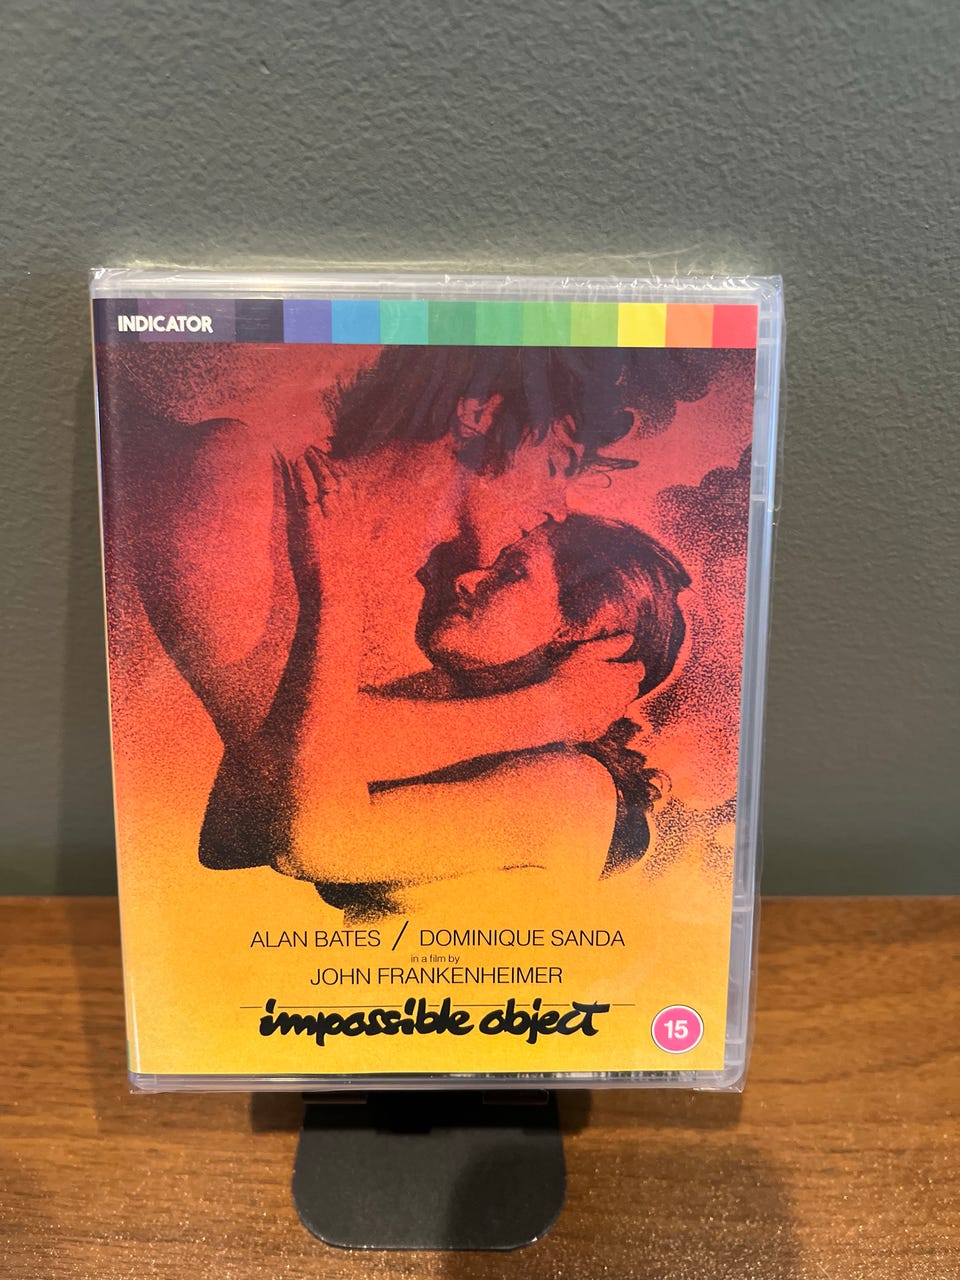 INDICATOR
ALAN BATES / DOMINIQUE SANDA
in a film by
JOHN FRANKENHEIMER
impossible object
15